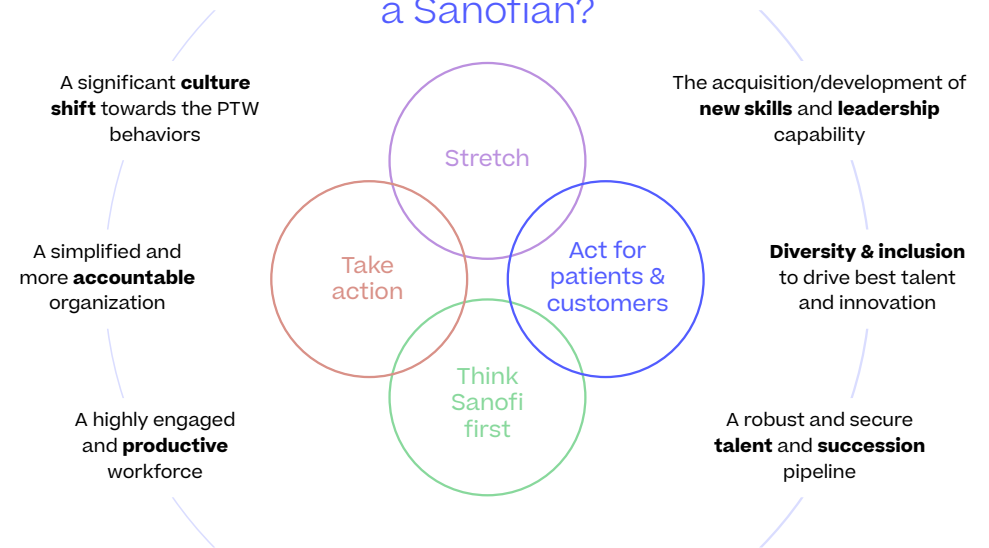 a Sanofian?
A significant culture
shift towards the PTW
behaviors
The acquisition/development of
new skills and leadership
capability
Stretch
A simplified and
more accountable
organization
Take
action
Act for
patients &
customers
Diversity & inclusion
to drive best talent
and innovation
Think
Sanofi
first
A highly engaged
and productive
workforce
A robust and secure
talent and succession
pipeline